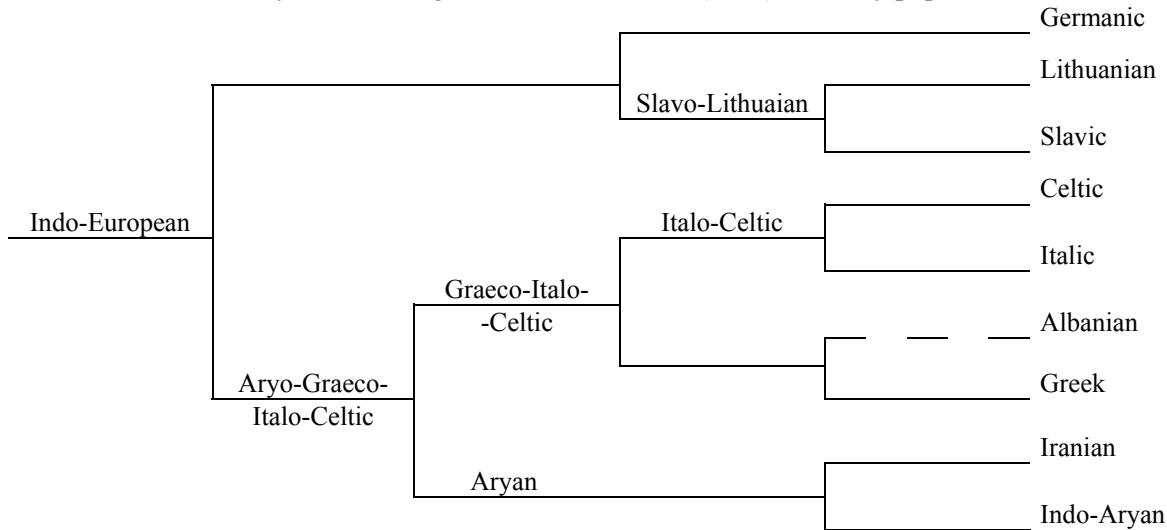 Germanic
Lithuanian
Slavo-Lithuaian
Slavic
Celtic
Indo-European
Italo-Celtic
Italic
Graeco-Italo-
-Celtic
Albanian
Aryo-Graeco-
Italo-Celtic
Greek
Iranian
Aryan
Indo-Aryan